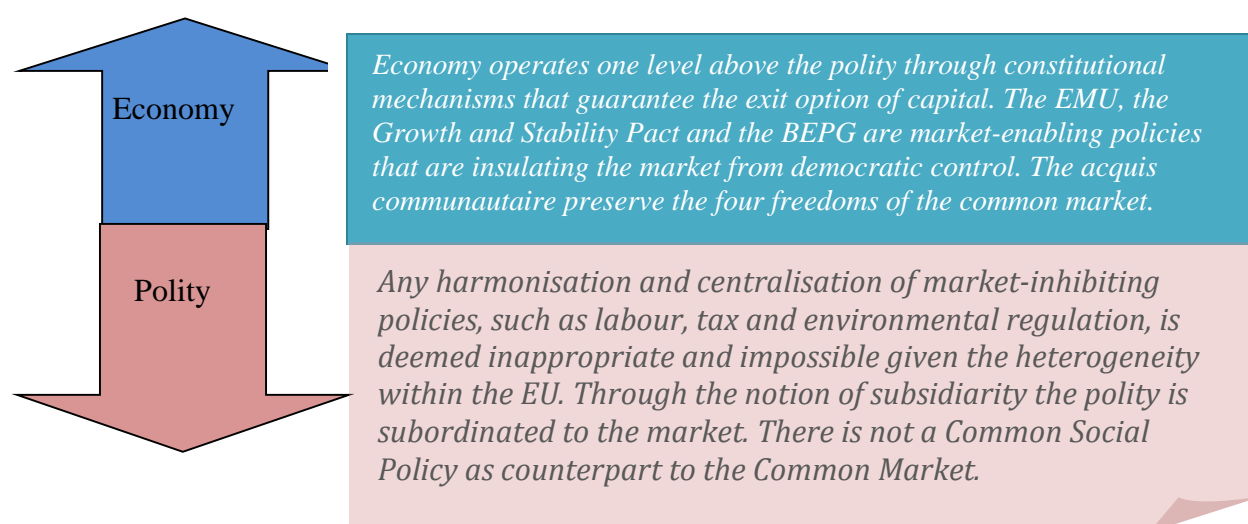 Economy
Economy operates one level above the polity through constitutional
mechanisms that guarantee the exit option of capital. The EMU, the
Growth and Stability Pact and the BEPG are market-enabling policies
that are insulating the market from democratic control. The acquis
communautaire preserve the four freedoms of the common market.
Polity
Any harmonisation and centralisation of market-inhibiting
policies, such as labour, tax and environmental regulation, is
deemed inappropriate and impossible given the heterogeneity
within the EU. Through the notion of subsidiarity the polity is
subordinated to the market. There is not a Common Social
Policy as counterpart to the Common Market.